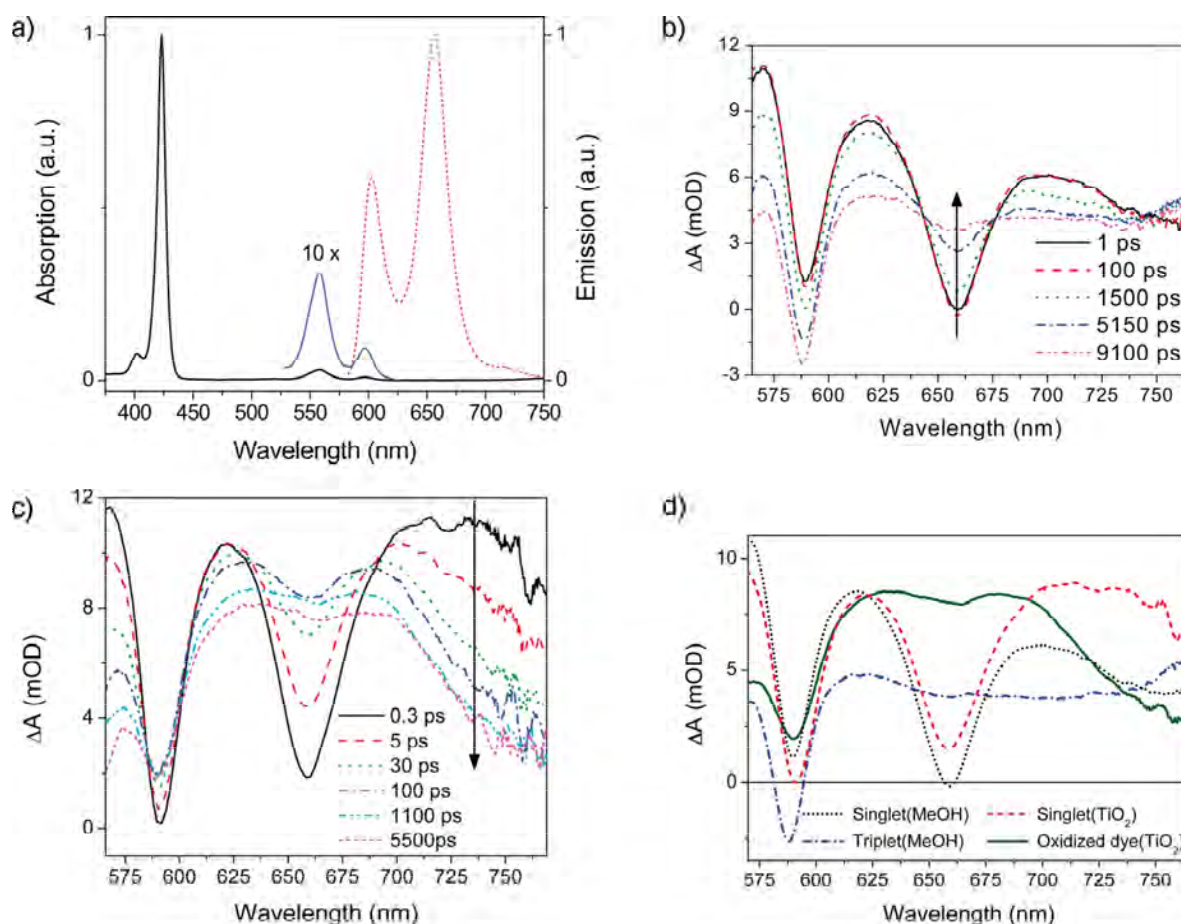 a)
1
0
Absorption (a.u.)
10 x
1
0
Emission (a.u.)
375 400 450 500 550 600 650 700 750
Wavelength (nm)
b)
12
9
6
3
0
-3
ΔA (mOD)
1 ps
100 ps
1500 ps
5150 ps
9100 ps
575 600 625 650 675 700 725 750
Wavelength (nm)
c)
12
8
4
0
ΔA (mOD)
0.3 ps
5 ps
30 ps
100 ps
1100 ps
5500ps
575 600 625 650 675 700 725 750
Wavelength (nm)
d)
10
5
0
ΔA (mOD)
Singlet(MeOH) Singlet(TiO₂)
Triplet(MeOH) Oxidized dye(TiO₂)
575 600 625 650 675 700 725 750
Wavelength (nm)